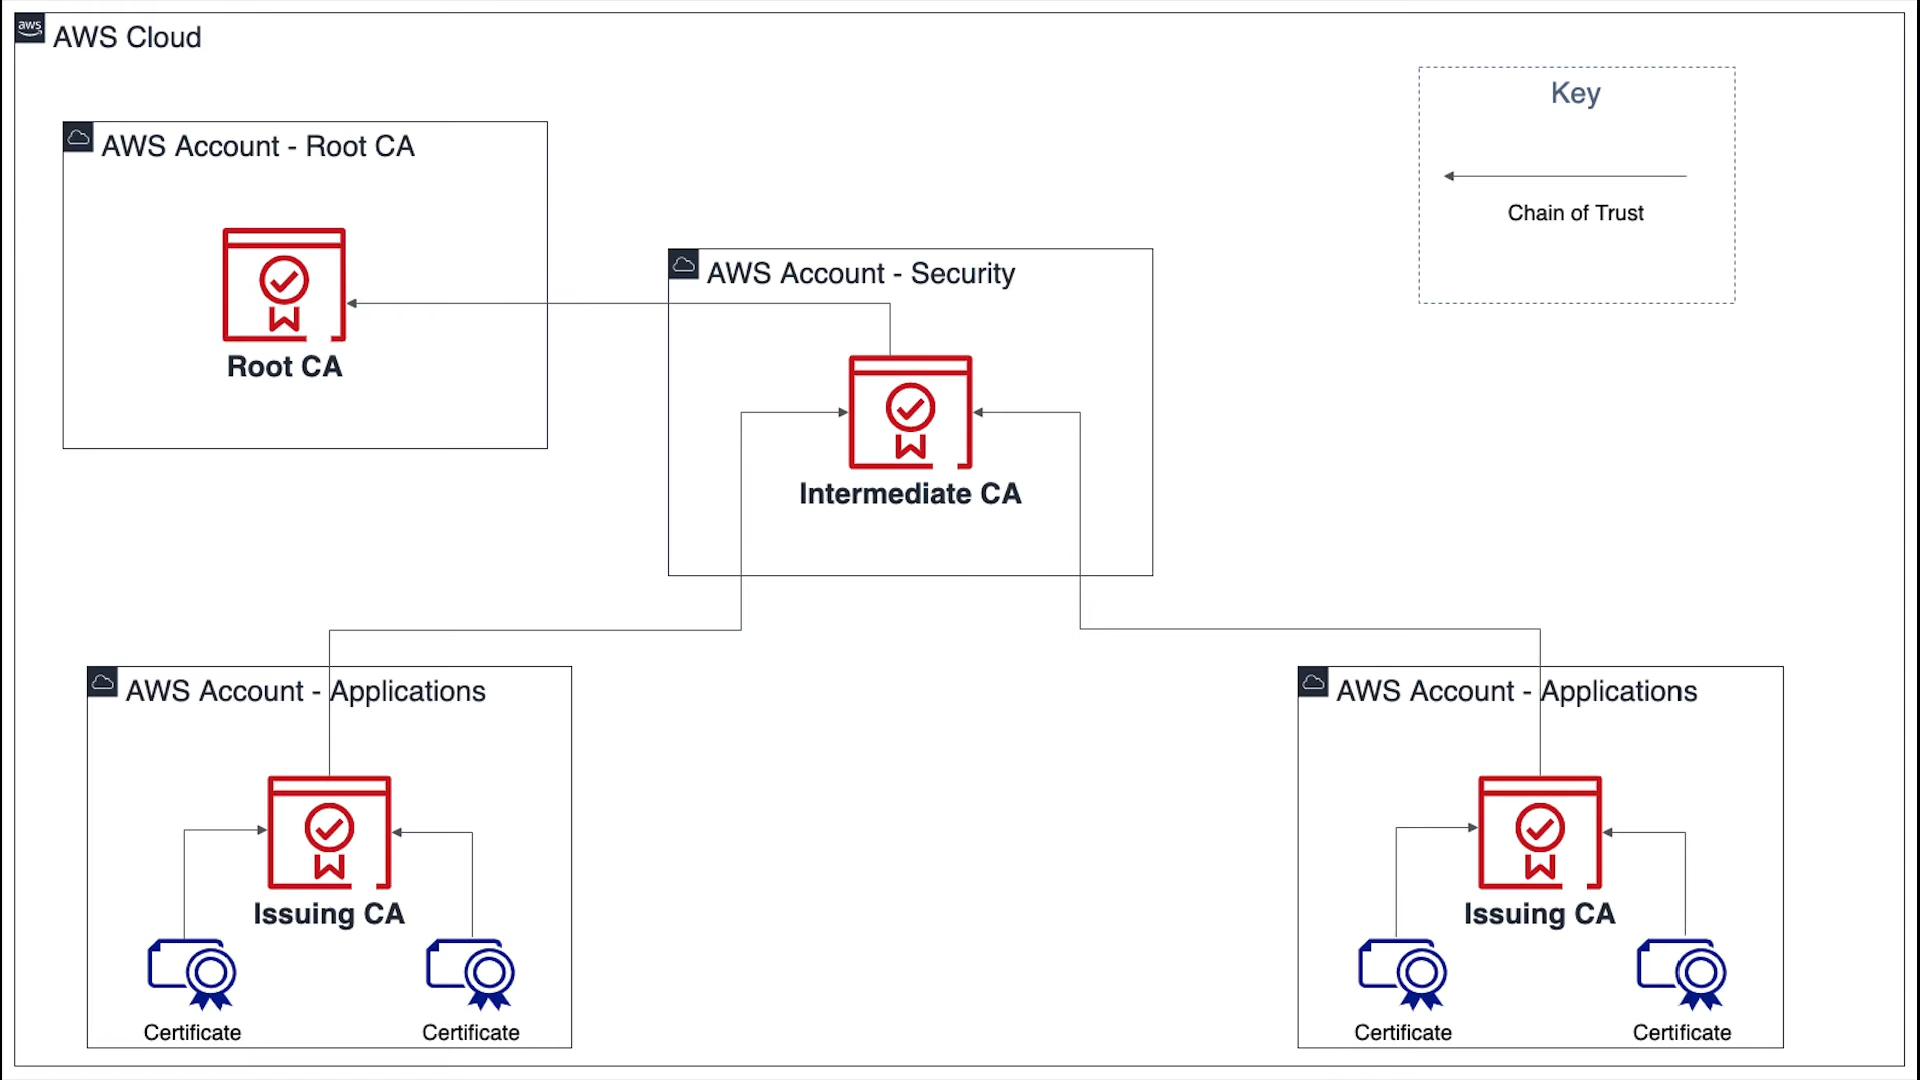 aws
AWS Cloud
Key
Chain of Trust
AWS Account - Root CA
Root CA
AWS Account - Security
Intermediate CA
AWS Account - Applications
Issuing CA
Certificate
Certificate
AWS Account - Applications
Issuing CA
Certificate
Certificate